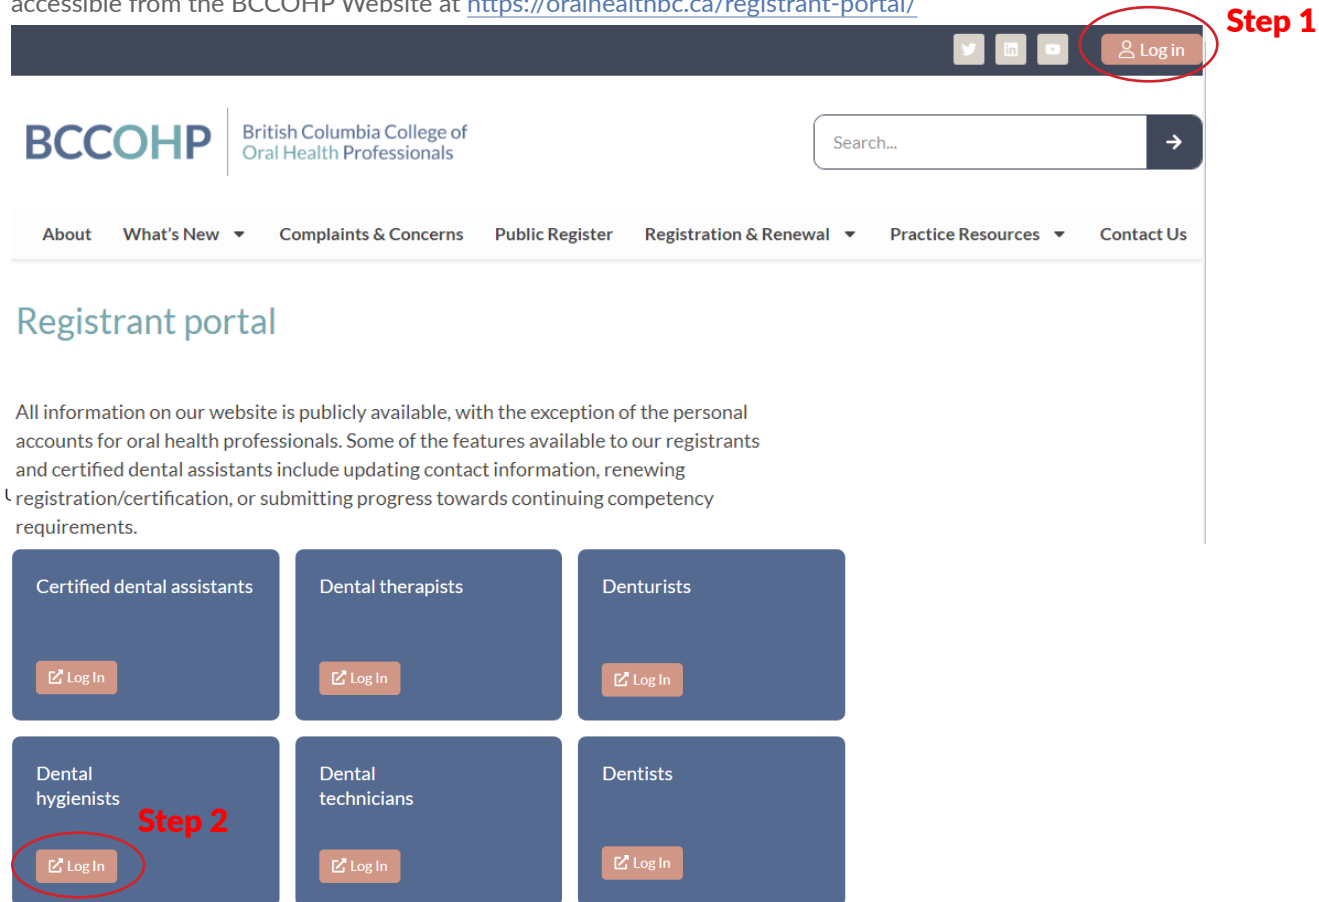 accessible from the BCCOHP Website at https://oralhealthbc.ca/registrant-portal/
Step 1
Log in
BCCOHP
British Columbia College of
Oral Health Professionals
Search...
About What's New Complaints & Concerns Public Register Registration & Renewal Practice Resources Contact Us
Registrant portal
All information on our website is publicly available, with the exception of the personal
accounts for oral health professionals. Some of the features available to our registrants
and certified dental assistants include updating contact information, renewing
registration/certification, or submitting progress towards continuing competency
requirements.
Certified dental assistants
Log In
Dental therapists
Log In
Denturists
Log In
Dental
hygienists
Step 2
Log In
Dental
technicians
Log In
Dentists
Log In